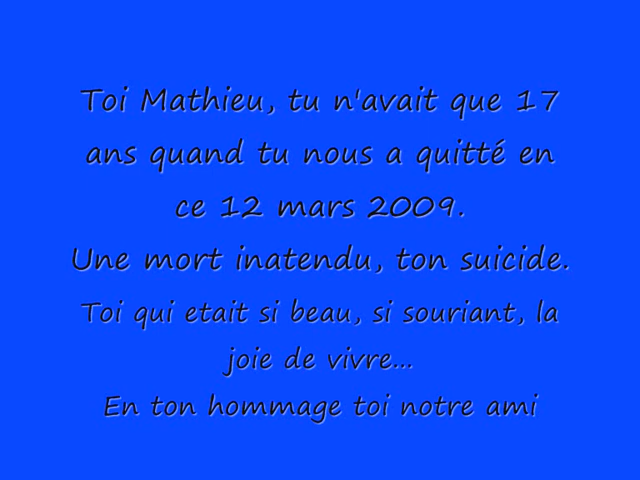 Toi Mathieu, tu n'avait que 17
ans quand tu nous a quitté en
ce 12 mars 2009.
Une mort inatendu, ton suicide.
Toi qui etait si beau, si souriant, la
joie de vivre...
En ton hommage toi notre ami